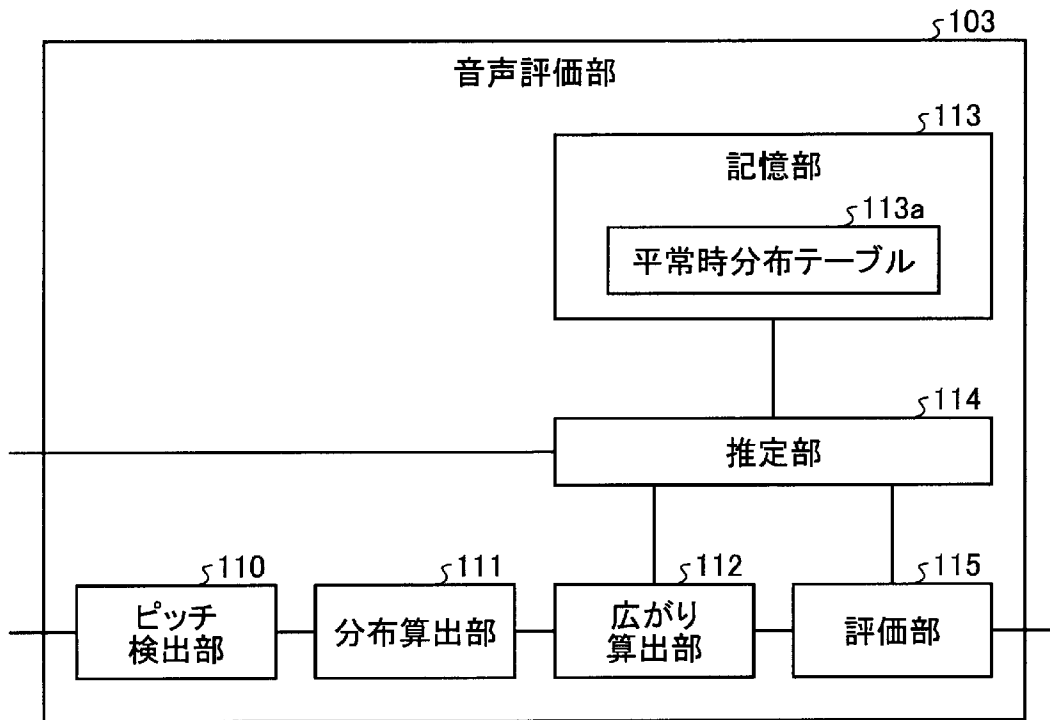 103
音声評価部
113
記憶部
113a
平常時分布テーブル
114
推定部
110
ピッチ
検出部
111
分布算出部
112
広がり
算出部
115
評価部